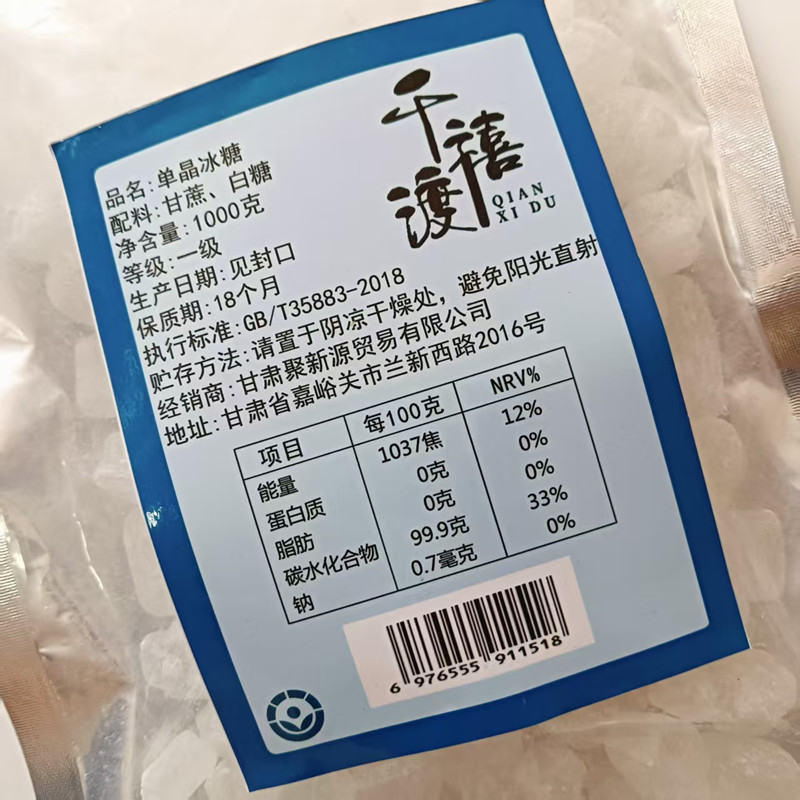 千禧渡
QIAN
XI DU
品名:单晶冰糖
配料:甘蔗、白糖
净含量:1000克
等级:一级
生产日期:见封口
保质期:18个月
执行标准:GB/T35883-2018
贮存方法:请置于阴凉干燥处，避免阳光直射
经销商:甘肃聚新源贸易有限公司
地址:甘肃省嘉峪关市兰新西路2016号
项目 每100克 NRV%
能量 1037焦 12%
蛋白质 0克 0%
脂肪 0克 0%
碳水化合物 99.9克 33%
钠 0.7毫克 0%
6 976555 911518